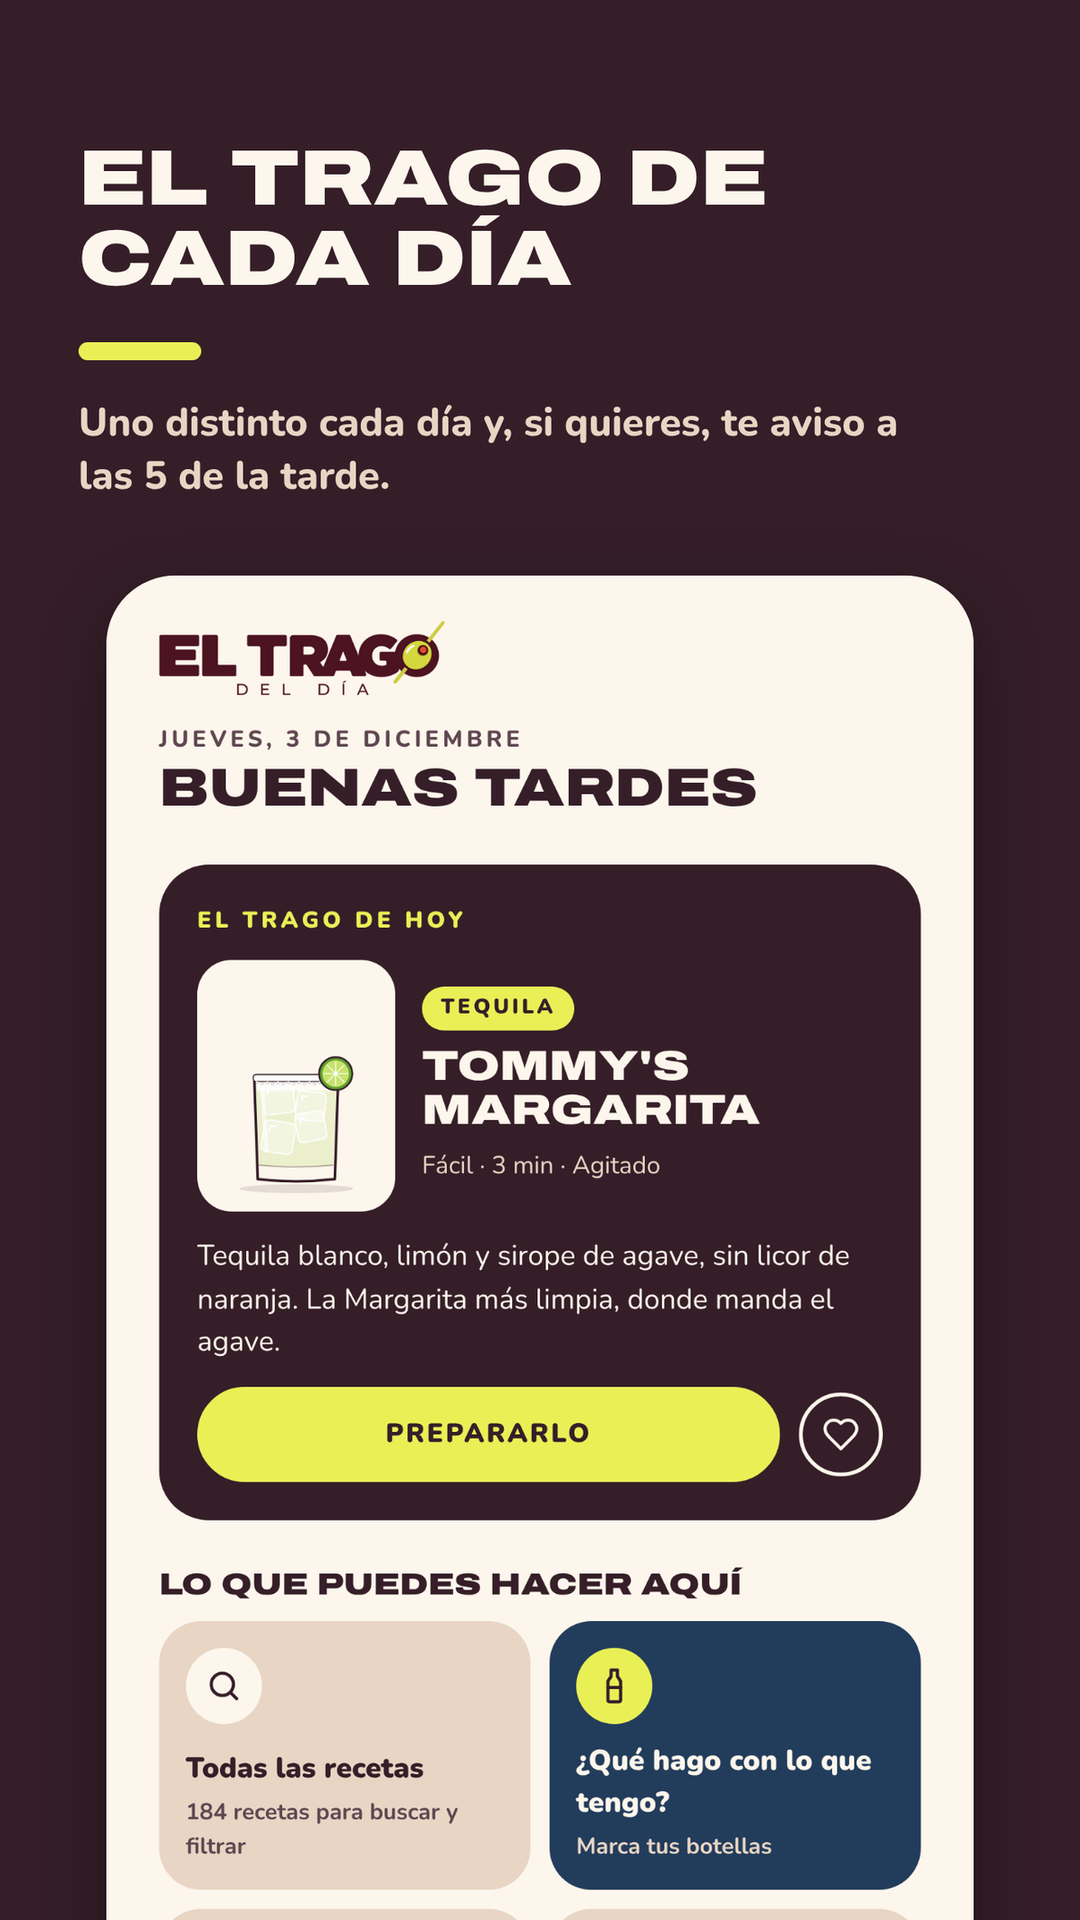 EL TRAGO DE
CADA DÍA
Uno distinto cada día y, si quieres, te aviso a
las 5 de la tarde.
EL TRAGO
DEL DÍA
JUEVES, 3 DE DICIEMBRE
BUENAS TARDES
EL TRAGO DE HOY
TEQUILA
TOMMY'S
MARGARITA
Fácil · 3 min · Agitado
Tequila blanco, limón y sirope de agave, sin licor de
naranja. La Margarita más limpia, donde manda el
agave.
PREPARARLO
LO QUE PUEDES HACER AQUÍ
Todas las recetas
184 recetas para buscar y
filtrar
¿Qué hago con lo que
tengo?
Marca tus botellas